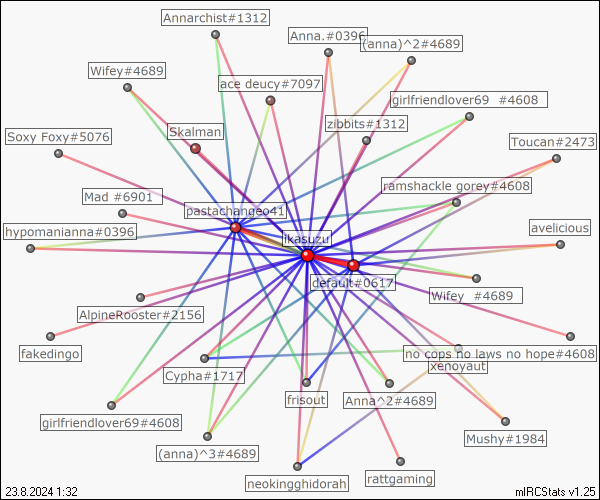 Annarchist#1312
Anna.#0396
(anna)^2#4689
Wifey#4689
ace deucy#7097
girlfriendlover69 #4608
zibbits#1312
Skalman
Soxy Foxy#5076
Toucan#2473
ramshackle gorey#4608
Mad #6901
pastachangeo41
hypomanianna#0396
ikasuzu
avelicious
default#0617
Wifey #4689
AlpineRooster#2156
fakedingo
no cops no laws no hope#4608
xenoyaut
Cypha#1717
frisout
Anna^2#4689
girlfriendlover69#4608
Mushy#1984
(anna)^3#4689
neokingghidorah
rattgaming
23.8.2024 1:32
mIRCStats v1.25